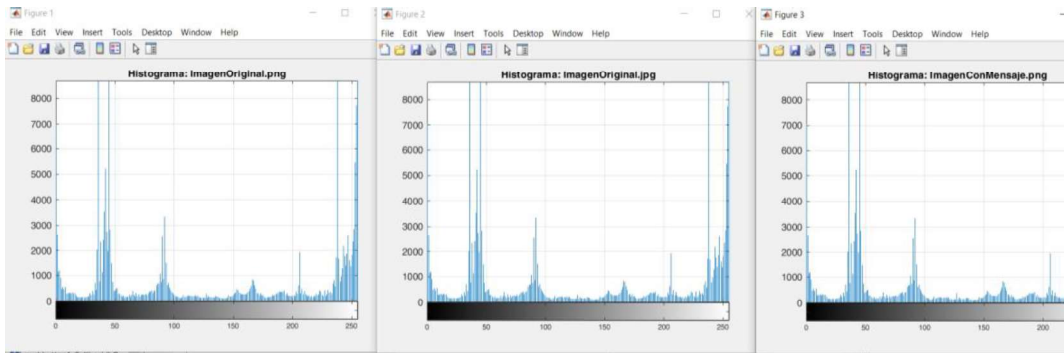 Figure 1
File Edit View Insert Tools Desktop Window Help
Histograma: ImagenOriginal.png
8000
7000
6000
5000
4000
3000
2000
1000
0
0 50 100 150 200 250
Figure 2
File Edit View Insert Tools Desktop Window Help
Histograma: ImagenOriginal.jpg
8000
7000
6000
5000
4000
3000
2000
1000
0
0 50 100 150 200 250
Figure 3
File Edit View Insert Tools Desktop Window Help
Histograma: ImagenConMensaje.png
8000
7000
6000
5000
4000
3000
2000
1000
0
0 50 100 150 200